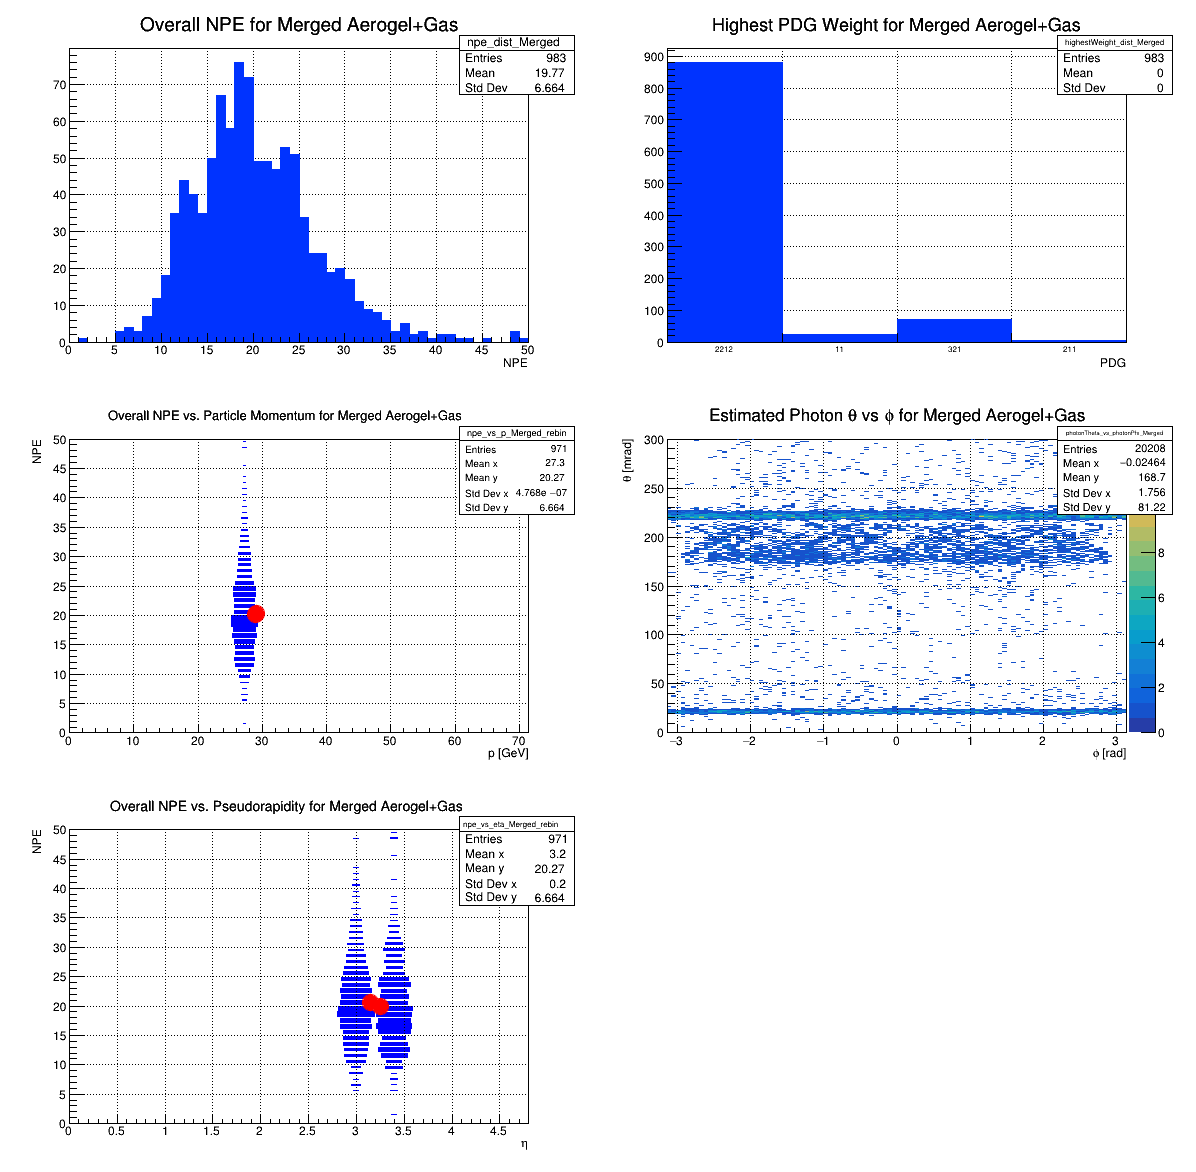 Overall NPE for Merged Aerogel+Gas
npe_dist_Merged
Entries 983
Mean 19.77
Std Dev 6.664
70
60
50
40
30
20
10
0
0 5 10 15 20 25 30 35 40 45 50
NPE
Highest PDG Weight for Merged Aerogel+Gas
highestWeight_dist_Merged
Entries 983
Mean 0
Std Dev 0
900
800
700
600
500
400
300
200
100
0
2212 11 321 211
PDG
Overall NPE vs. Particle Momentum for Merged Aerogel+Gas
npe_vs_p_Merged_rebin
Entries 971
Mean x 27.3
Mean y 20.27
Std Dev x 4.768e −07
Std Dev y 6.664
NPE
50
45
40
35
30
25
20
15
10
5
0
0 10 20 30 40 50 60 70
p [GeV]
Estimated Photon θ vs ϕ for Merged Aerogel+Gas
photonTheta_vs_photonPhi_Merged
Entries 20208
Mean x −0.02464
Mean y 168.7
Std Dev x 1.756
Std Dev y 81.22
θ [mrad]
300
250
200
150
100
50
0
−3 −2 −1 0 1 2 3
ϕ [rad]
8
6
4
2
0
Overall NPE vs. Pseudorapidity for Merged Aerogel+Gas
npe_vs_eta_Merged_rebin
Entries 971
Mean x 3.2
Mean y 20.27
Std Dev x 0.2
Std Dev y 6.664
NPE
50
45
40
35
30
25
20
15
10
5
0
0 0.5 1 1.5 2 2.5 3 3.5 4 4.5
η